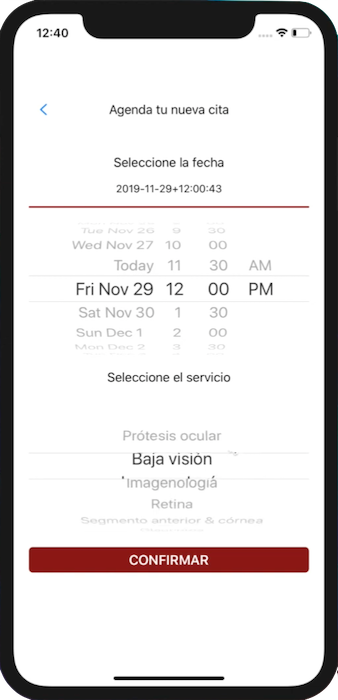 12:40
Agenda tu nueva cita
Seleccione la fecha
2019-11-29+12:00:43
Tue Nov 26 9 30
Wed Nov 27 10 00
Today 11 30 AM
Fri Nov 29 12 00 PM
Sat Nov 30 1 30
Sun Dec 1 2 00
Mon Dec 2 3 30
Seleccione el servicio
Prótesis ocular
Baja visión
Imagenología
Retina
Segmento anterior & córnea
CONFIRMAR